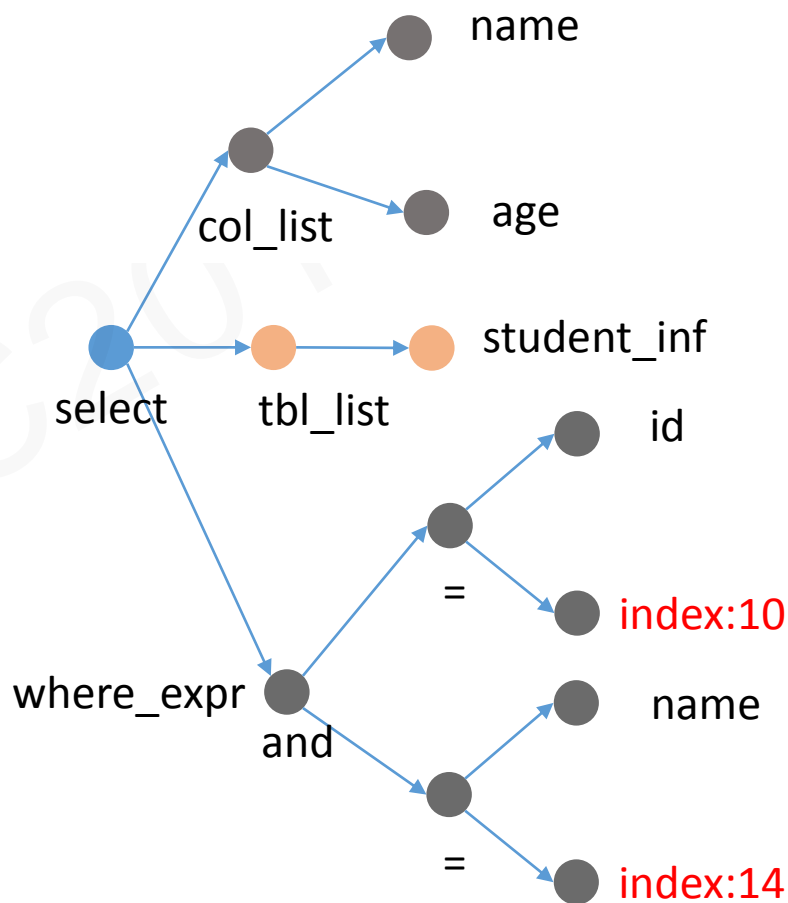 name
col_list
age
select
tbl_list
student_inf
id
=
index:10
where_expr
and
name
=
index:14